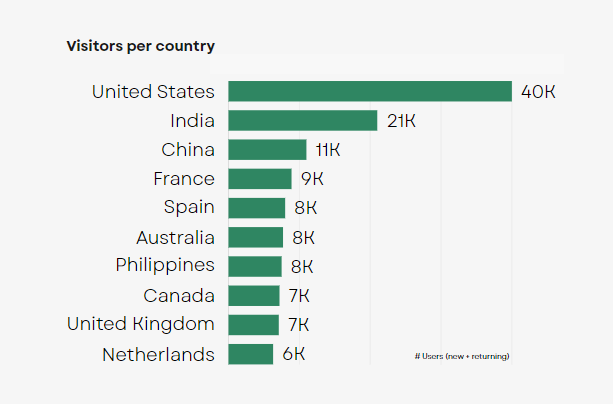 Visitors per country
United States 40K
India 21K
China 11K
France 9K
Spain 8K
Australia 8K
Philippines 8K
Canada 7K
United Kingdom 7K
Netherlands 6K
# Users (new + returning)